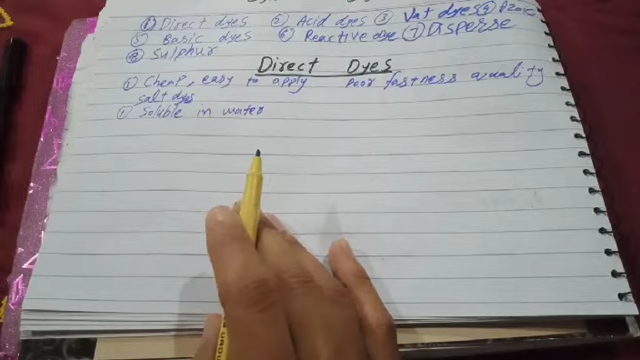 ① Direct dyes ② Acid dyes ③ Vat dyes ④ Azoic
⑤ Basic dyes ⑥ Reactive dye ⑦ Disperse
⑧ Sulphur
Direct Dyes
① Cheap, easy to apply poor fastness quality
salt dyes
① Soluble in water